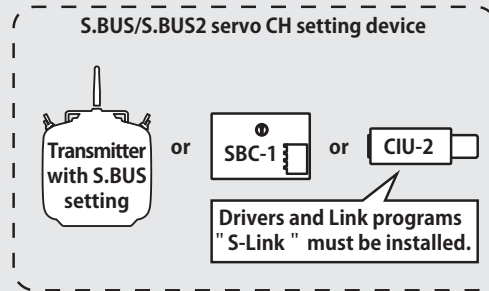 S.BUS/S.BUS2 servo CH setting device
Transmitter
with S.BUS
setting
or
SBC-1
or
CIU-2
Drivers and Link programs
" S-Link " must be installed.